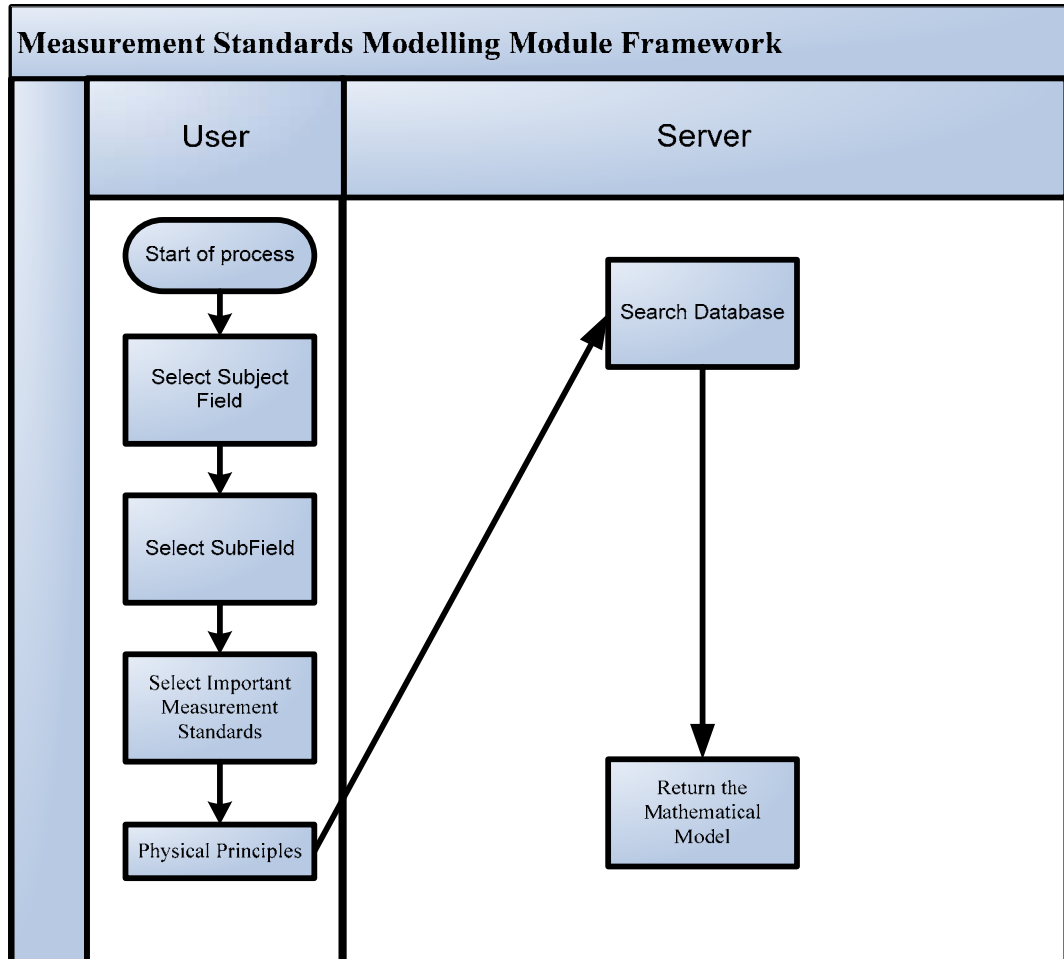 Measurement Standards Modelling Module Framework
User
Server
Start of process
Select Subject
Field
Select SubField
Select Important
Measurement
Standards
Physical Principles
Search Database
Return the
Mathematical
Model